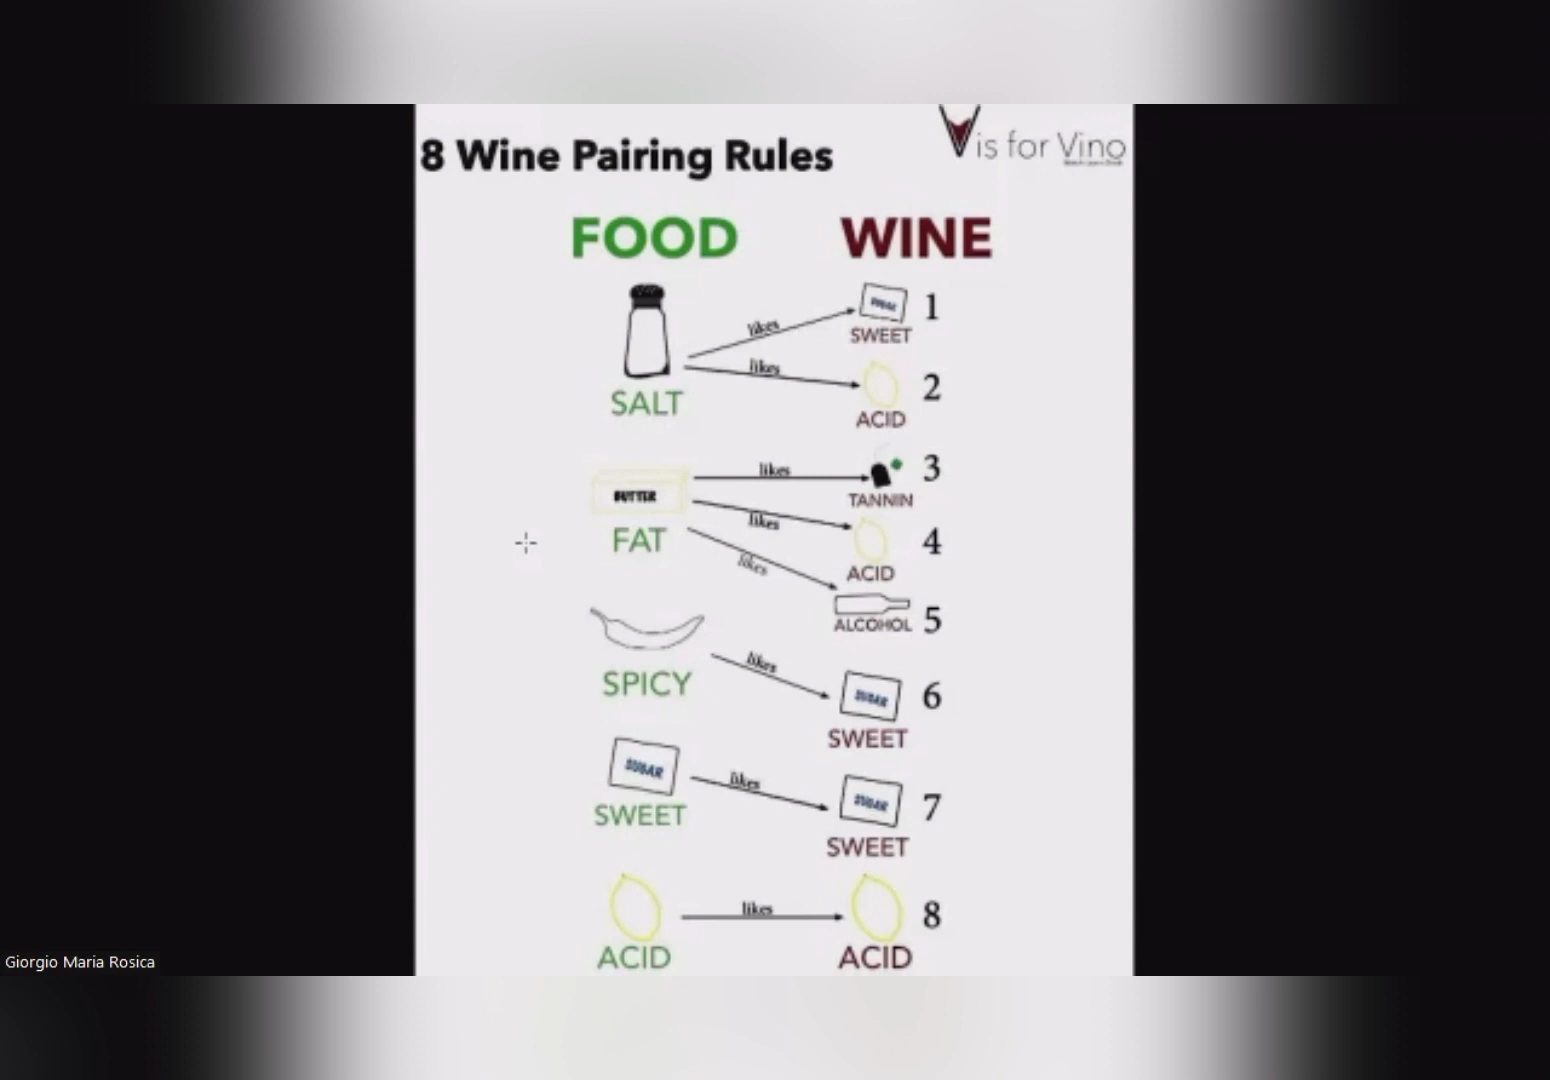 8 Wine Pairing Rules
V is for Vino
FOOD WINE
likes SUGAR 1
SWEET
likes 2
SALT
ACID
likes 3
TANNIN
BUTTER
likes 4
FAT
ACID
likes
ALCOHOL 5
likes
SPICY
SUGAR 6
SWEET
SUGAR
likes
SUGAR 7
SWEET
SWEET
likes 8
ACID ACID
Giorgio Maria Rosica